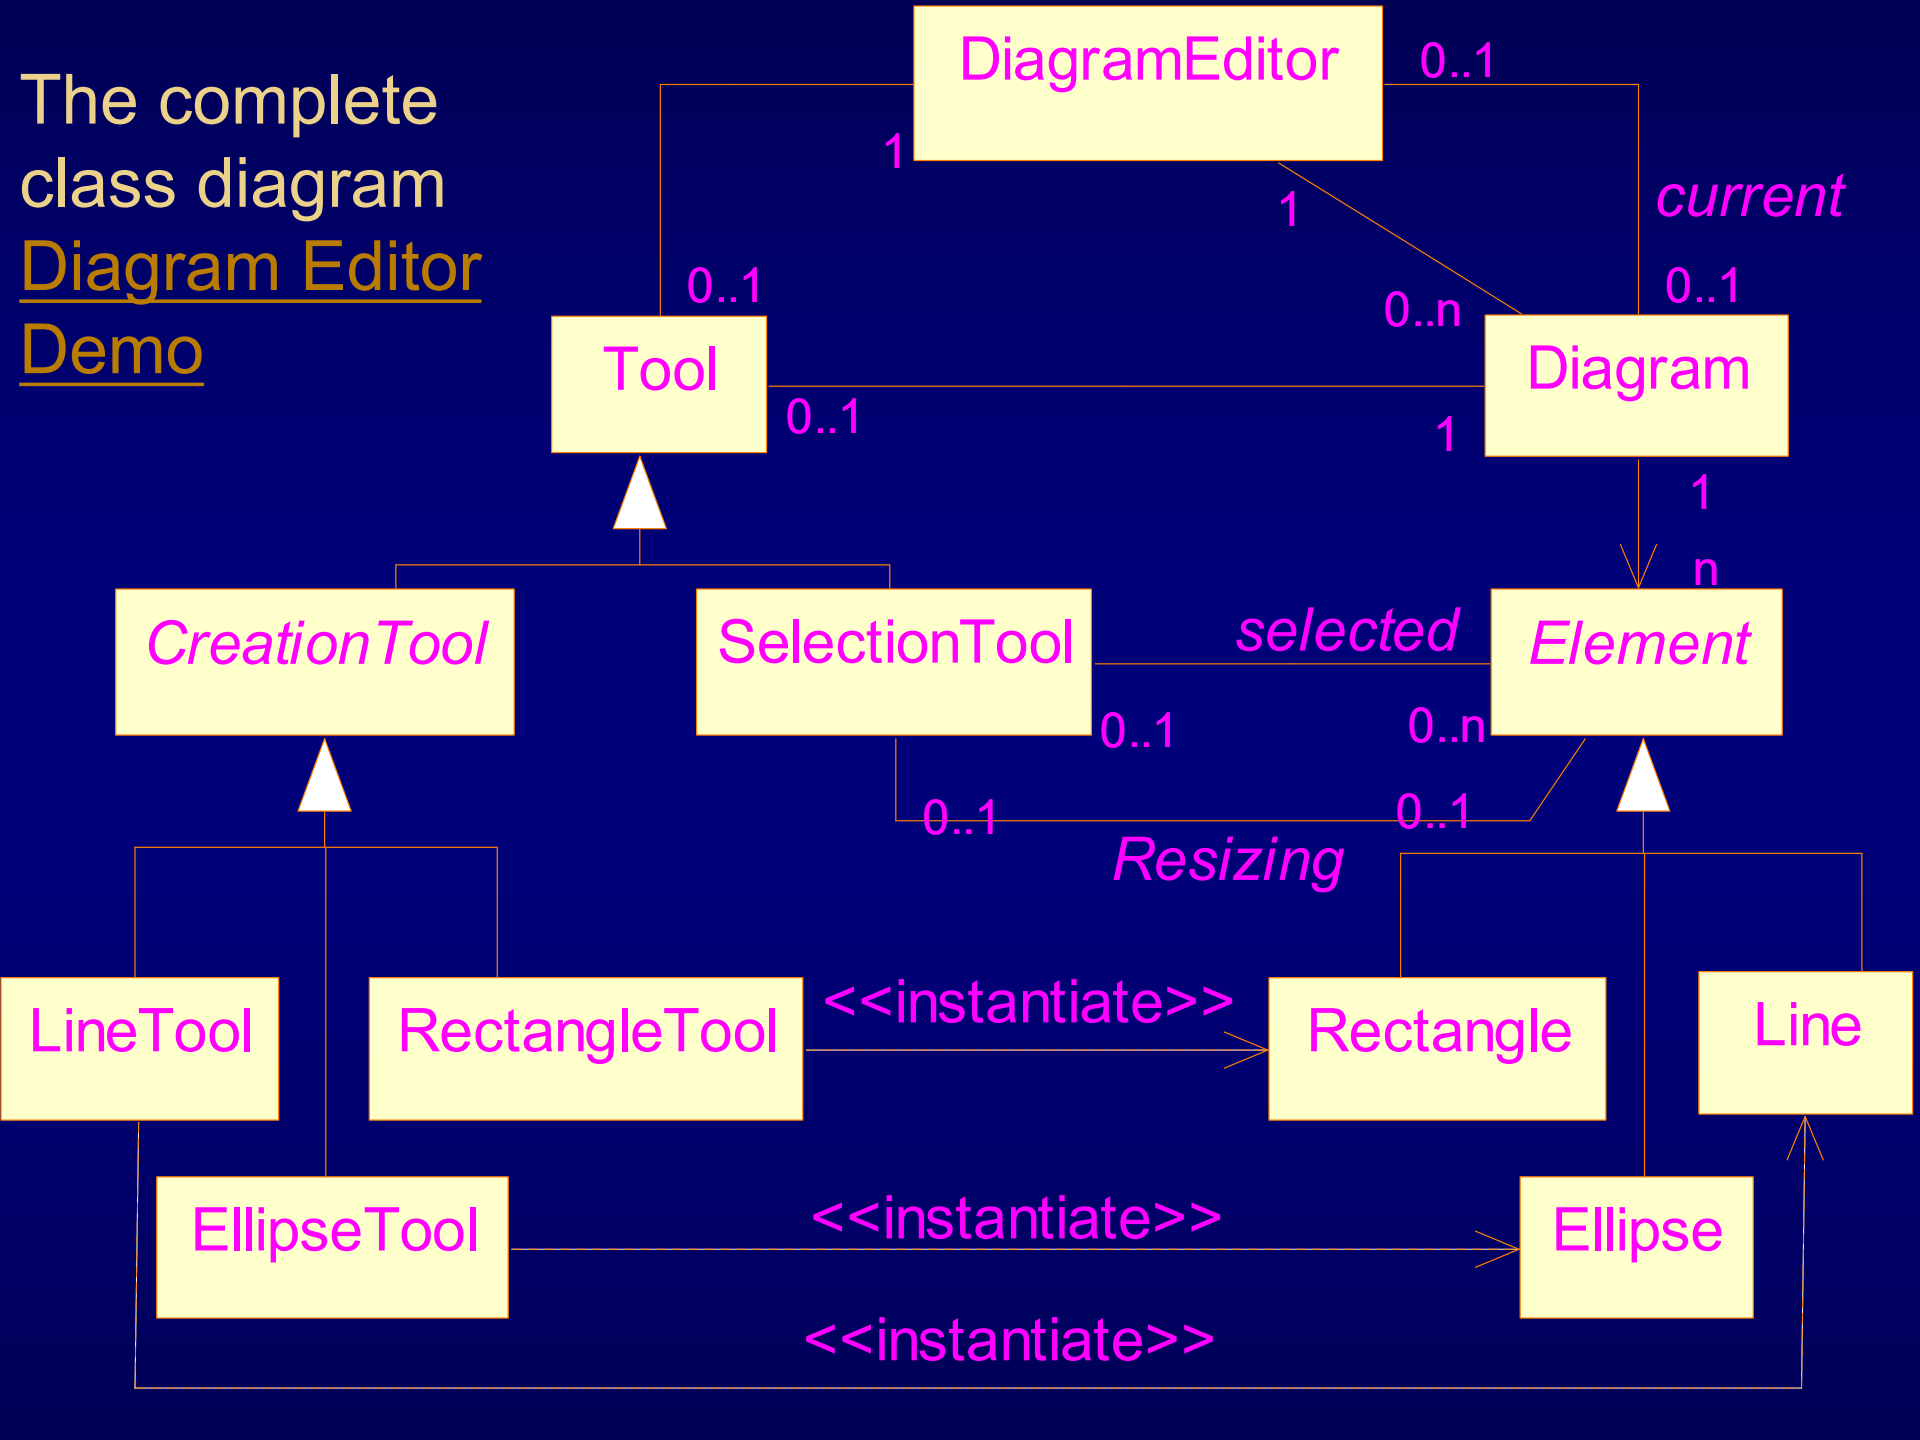 The complete
class diagram
Diagram Editor
Demo
DiagramEditor
0..1
1
1
current
0..1
0..n
0..1
Tool
Diagram
0..1
1
1
n
CreationTool
SelectionTool
selected
Element
0..1
0..n
0..1
0..1
Resizing
LineTool
RectangleTool
<<instantiate>>
Rectangle
Line
EllipseTool
<<instantiate>>
Ellipse
<<instantiate>>